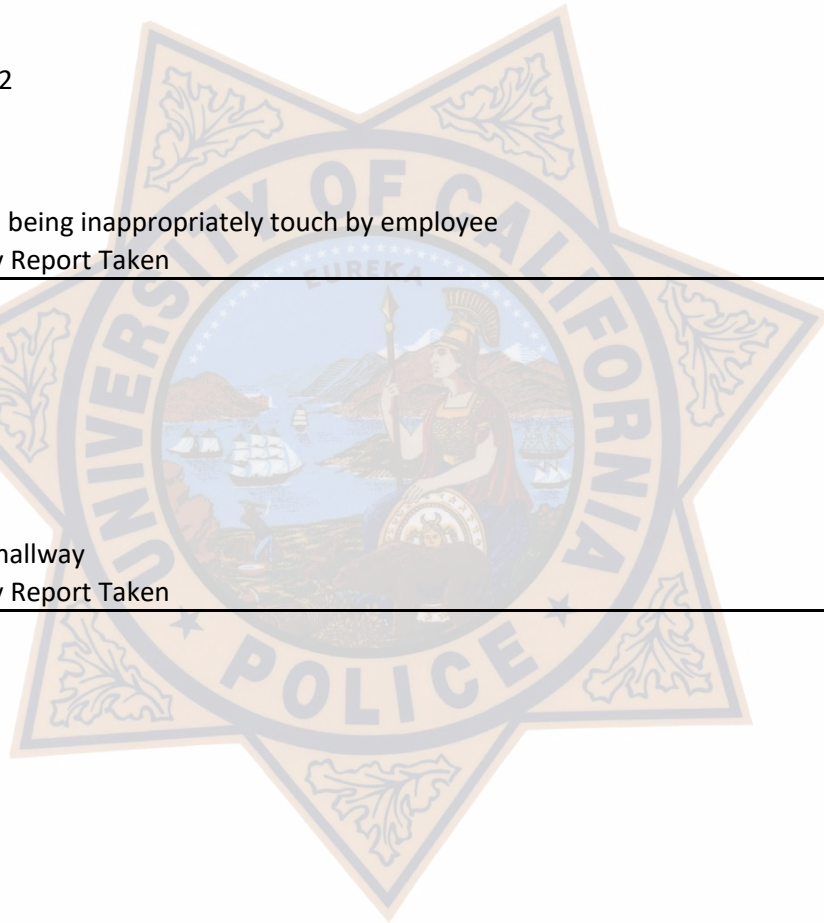 2
being inappropriately touch by employee
y Report Taken
hallway
y Report Taken
UNIVERSITY OF CALIFORNIA
EUREKA
POLICE